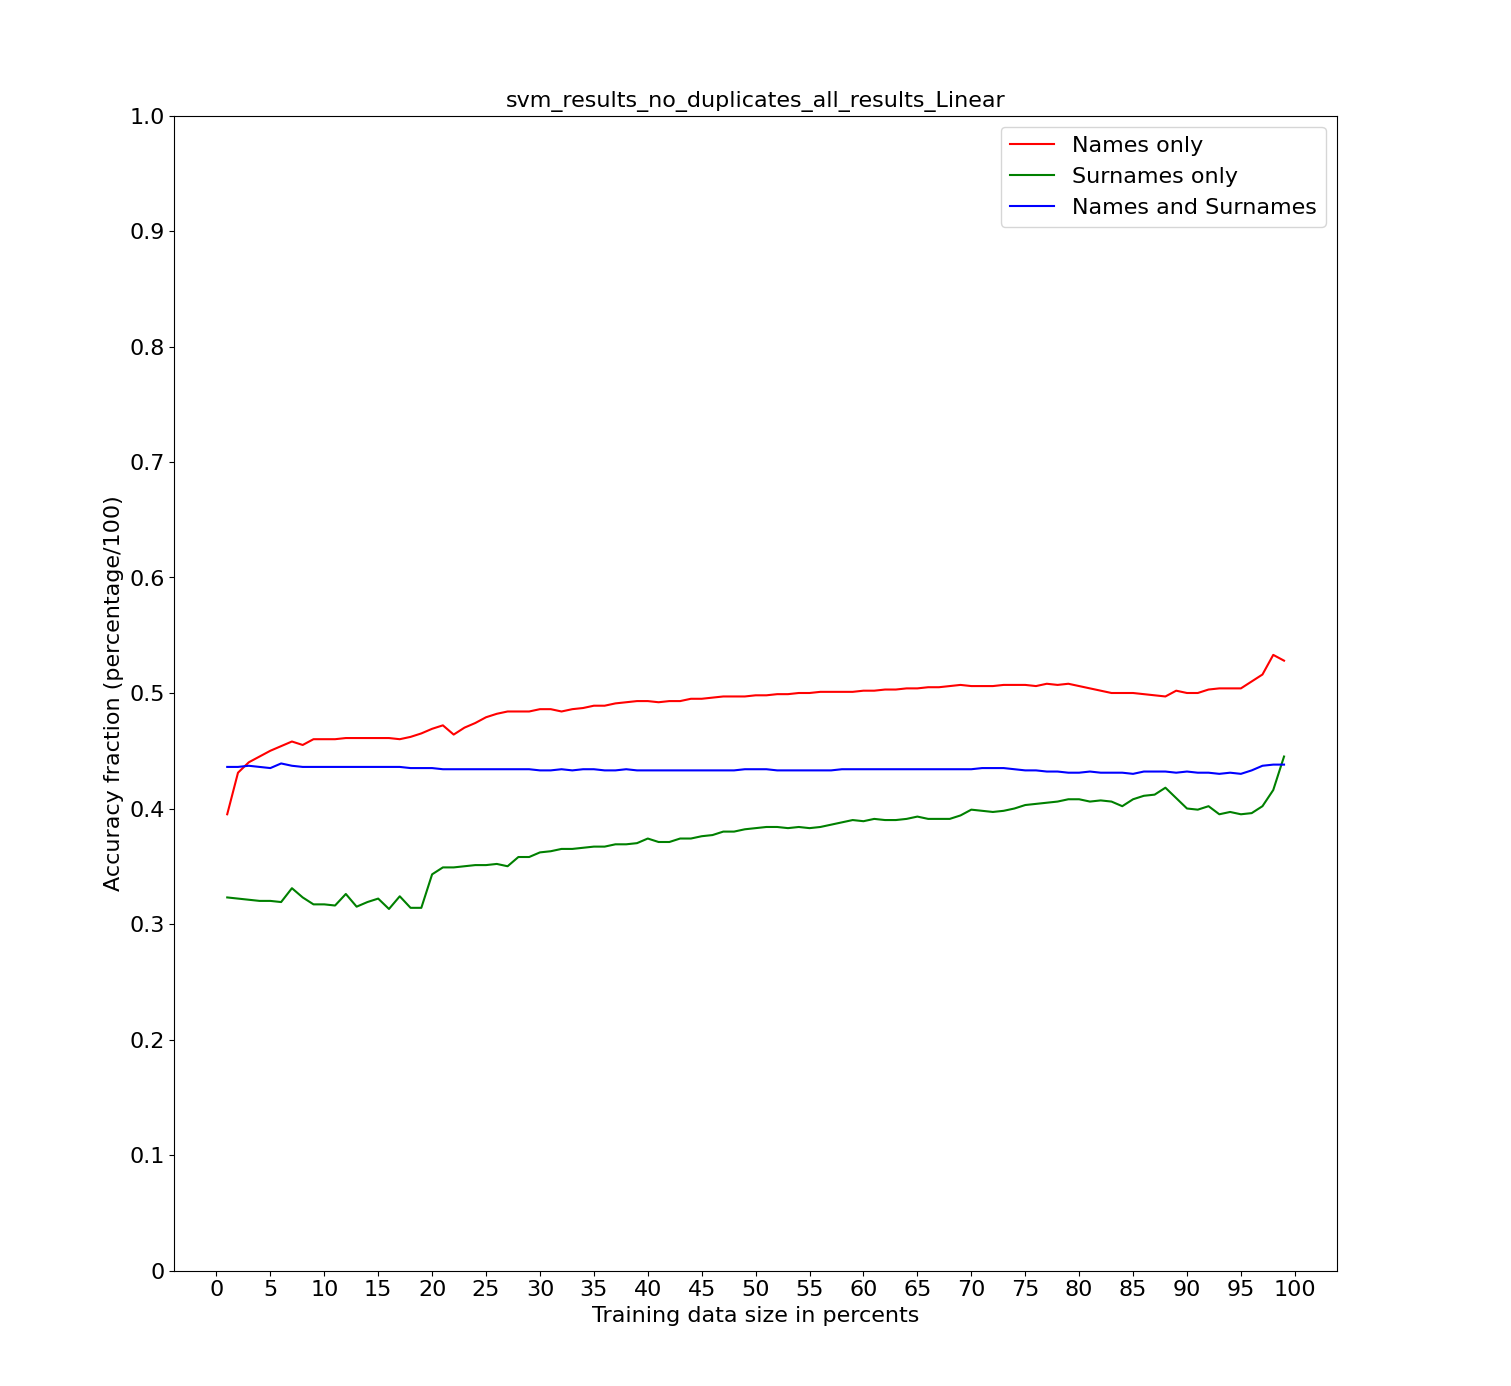 svm_results_no_duplicates_all_results_Linear
1.0
0.9
0.8
0.7
0.6
0.5
0.4
0.3
0.2
0.1
0
Accuracy fraction (percentage/100)
Names only
Surnames only
Names and Surnames
0 5 10 15 20 25 30 35 40 45 50 55 60 65 70 75 80 85 90 95 100
Training data size in percents